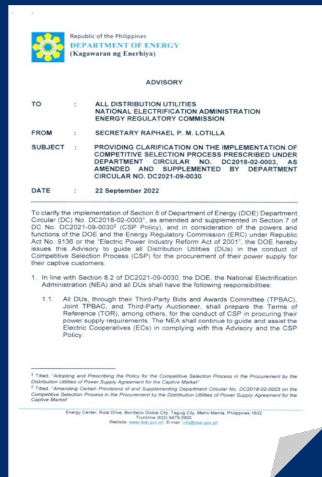 Republic of the Philippines
DEPARTMENT OF ENERGY
(Kagawaran ng Enerhiya)
ADVISORY
TO : ALL DISTRIBUTION UTILITIES
NATIONAL ELECTRIFICATION ADMINISTRATION
ENERGY REGULATORY COMMISSION
FROM : SECRETARY RAPHAEL P. M. LOTILLA
SUBJECT : PROVIDING CLARIFICATION ON THE IMPLEMENTATION OF
COMPETITIVE SELECTION PROCESS PRESCRIBED UNDER
DEPARTMENT CIRCULAR NO. DC2018-02-0003, AS
AMENDED AND SUPPLEMENTED BY DEPARTMENT
CIRCULAR NO. DC2021-09-0030
DATE : 22 September 2022
To clarify the implementation of Section 8 of Department of Energy (DOE) Department
Circular (DC) No. DC2018-02-0003¹, as amended and supplemented in Section 7 of
DC No. DC2021-09-0030² (CSP Policy), and in consideration of the powers and
functions of the DOE and the Energy Regulatory Commission (ERC) under Republic
Act No. 9136 or the "Electric Power Industry Reform Act of 2001", the DOE hereby
issues this Advisory to guide all Distribution Utilities (DUs) in the conduct of
Competitive Selection Process (CSP) for the procurement of their power supply for
their captive customers.
1. In line with Section 8.2 of DC2021-09-0030, the DOE, the National Electrification
Administration (NEA) and all DUs shall have the following responsibilities:
1.1. All DUs, through their Third-Party Bids and Awards Committee (TPBAC),
Joint TPBAC, and Third-Party Auctioneer, shall prepare the Terms of
Reference (TOR), among others, for the conduct of CSP in procuring their
power supply requirements. The NEA shall continue to guide and assist the
Electric Cooperatives (ECs) in complying with this Advisory and the CSP
Policy.
¹ Titled, "Adopting and Prescribing the Policy for the Competitive Selection Process in the Procurement by the
Distribution Utilities of Power Supply Agreement for the Captive Market"
² Titled, "Amending Certain Provisions of and Supplementing Department Circular No. DC2018-02-0003 on the
Competitive Selection Process in the Procurement by the Distribution Utilities of Power Supply Agreement for the
Captive Market"
Energy Center, Rizal Drive, Bonifacio Global City, Taguig City, Metro Manila, Philippines 1632
Trunkline (632) 8479-2900
Website: www.doe.gov.ph E-mail: info@doe.gov.ph